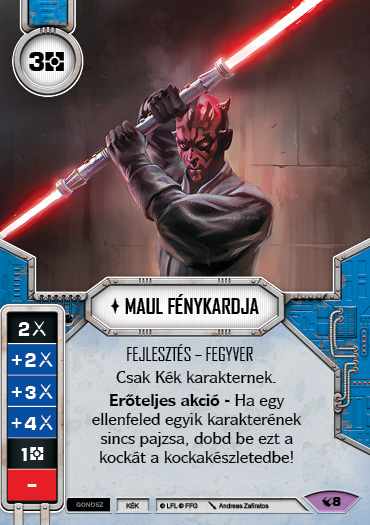 3
MAUL FÉNYKARDJA
FEJLESZTÉS – FEGYVER
Csak Kék karakternek.
Erőteljes akció - Ha egy
ellenfeled egyik karakterének
sincs pajzsa, dobd be ezt a
kockát a kockakészletedbe!
2
+2
+3
+4
1
–
GONOSZ
KÉK
© LFL © FFG
Andreas Zafiratos
8